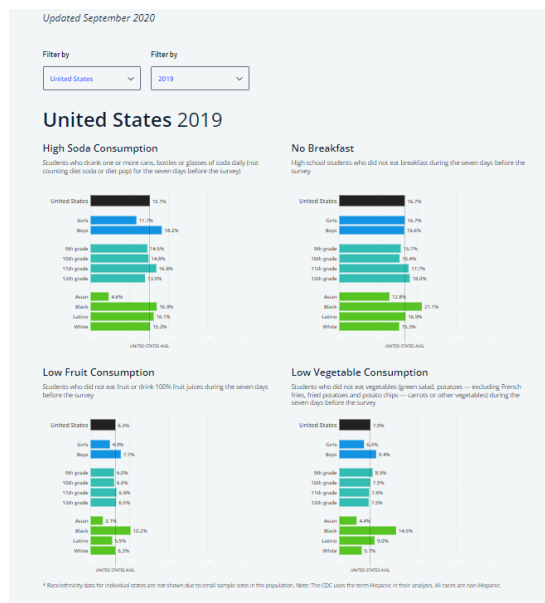 Updated September 2020
Filter by
Filter by
United States
2019
United States 2019
High Soda Consumption
Students who drank one or more cans, bottles or glasses of soda daily (not
counting diet soda or diet pop) for the seven days before the survey)
United States 15.1%
Girls 11.7%
Boys 18.2%
9th grade 14.5%
10th grade 14.8%
11th grade 16.8%
12th grade 13.9%
Asian 4.6%
Black 16.9%
Latino 16.1%
White 15.2%
UNITED STATES AVG.
No Breakfast
High school students who did not eat breakfast during the seven days before the
survey
United States 16.7%
Girls 16.7%
Boys 16.6%
9th grade 15.7%
10th grade 15.4%
11th grade 17.7%
12th grade 18.0%
Asian 12.8%
Black 21.1%
Latino 16.9%
White 15.3%
UNITED STATES AVG.
Low Fruit Consumption
Students who did not eat fruit or drink 100% fruit juices during the seven days
before the survey
United States 6.3%
Girls 4.9%
Boys 7.7%
9th grade 6.0%
10th grade 6.0%
11th grade 6.6%
12th grade 6.5%
Asian 3.1%
Black 10.2%
Latino 5.5%
White 6.3%
UNITED STATES AVG.
Low Vegetable Consumption
Students who did not eat vegetables (green salad, potatoes — excluding French
fries, fried potatoes and potato chips — carrots or other vegetables) during the
seven days before the survey
United States 7.9%
Girls 6.3%
Boys 9.4%
9th grade 8.5%
10th grade 7.9%
11th grade 7.6%
12th grade 7.5%
Asian 4.4%
Black 14.5%
Latino 9.0%
White 5.7%
UNITED STATES AVG.
* Race/ethnicity data for individual states are not shown due to small sample sizes in the population. Note: The CDC uses the term Hispanic in their analysis. All races are non-Hispanic.